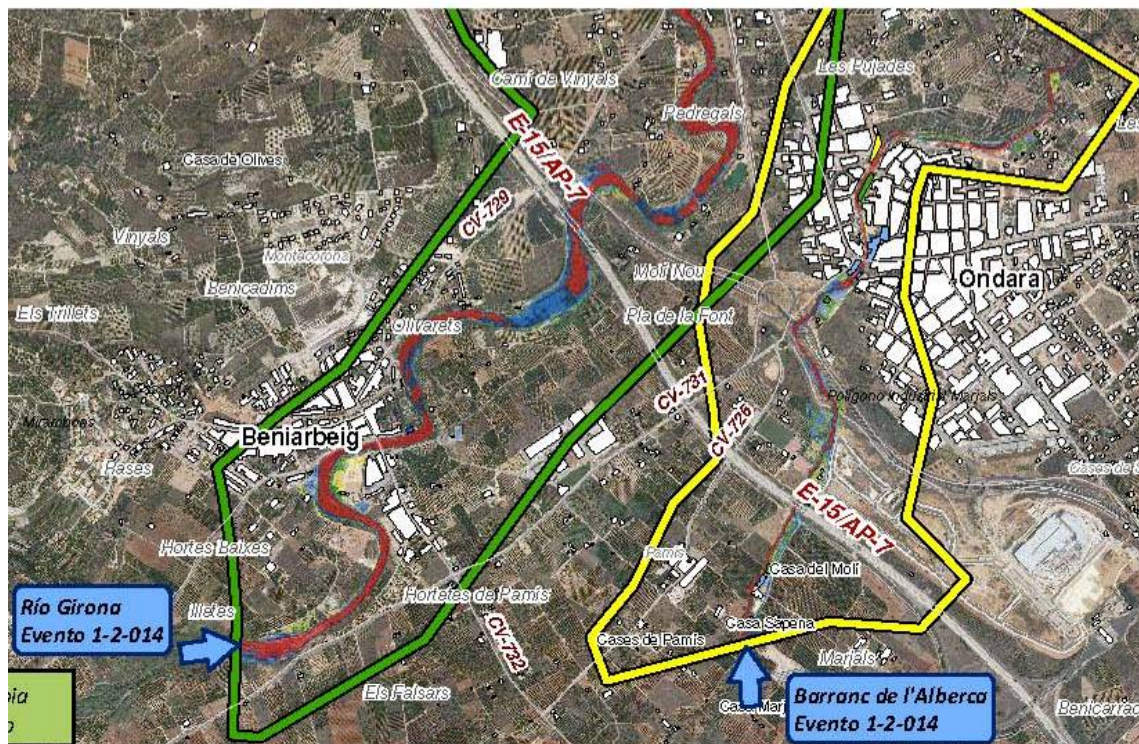 Les Pujades
Camí de Vinyals
Pedregals
E-15/AP-7
Casa de Olives
CV-729
Vinyals
Montecorona
Molí Nou
Ondara
Benicadims
Els Trillets
Olivarets
Pla de la Font
CV-731
CV-725
Polígono Industrial Marjals
Beniarbeig
Rases
E-15/AP-7
Hortes Baixes
Pamis
Casa del Molí
Illetes
Hortetes de Pamis
Río Girona
Evento 1-2-014
Casa Sapena
CV-732
Cases de Pamis
Marjals
Els Falsars
Barranc de l'Alberca
Evento 1-2-014